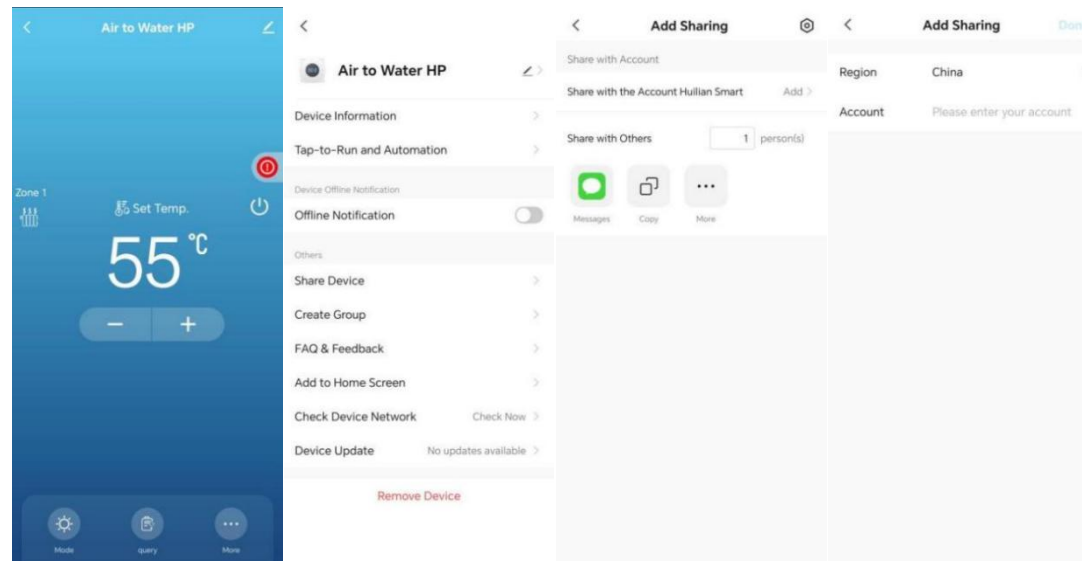 Air to Water HP
Zone 1
Set Temp.
55 °C
− +
Mode query More
Air to Water HP
Device Information
Tap-to-Run and Automation
Device Offline Notification
Offline Notification
Others
Share Device
Create Group
FAQ & Feedback
Add to Home Screen
Check Device Network Check Now
Device Update No updates available
Remove Device
Add Sharing
Share with Account
Share with the Account Huilian Smart Add
Share with Others 1 person(s)
Messages Copy More
Add Sharing Don
Region China
Account Please enter your account